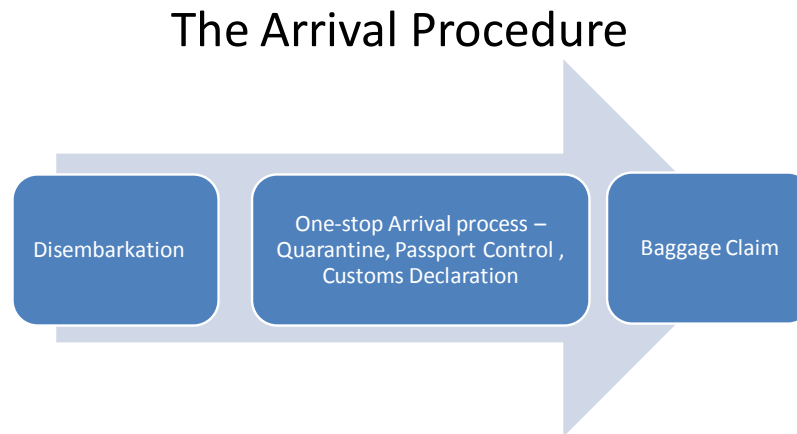 The Arrival Procedure
Disembarkation
One-stop Arrival process –
Quarantine, Passport Control ,
Customs Declaration
Baggage Claim